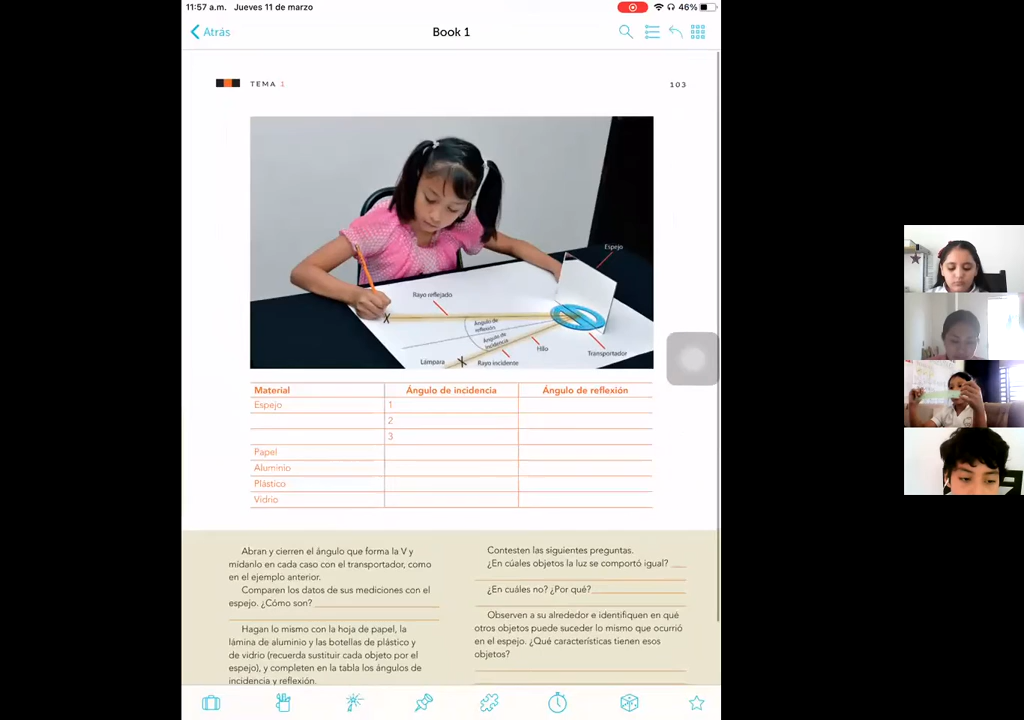 11:57 a.m. Jueves 11 de marzo
46%
Atrás
Book 1
TEMA 1
103
Espejo
Rayo reflejado
Ángulo de
reflexión
Ángulo de
incidencia
Hilo
Lámpara
Rayo incidente
Transportador
Material Ángulo de incidencia Ángulo de reflexión
Espejo 1
2
3
Papel
Aluminio
Plástico
Vidrio
Abran y cierren el ángulo que forma la V y
mídanlo en cada caso con el transportador, como
en el ejemplo anterior.
Comparen los datos de sus mediciones con el
espejo. ¿Cómo son?
Hagan lo mismo con la hoja de papel, la
lámina de aluminio y las botellas de plástico y
de vidrio (recuerda sustituir cada objeto por el
espejo), y completen en la tabla los ángulos de
incidencia y reflexión.
Contesten las siguientes preguntas.
¿En cúales objetos la luz se comportó igual?
¿En cuáles no? ¿Por qué?
Observen a su alrededor e identifiquen en qué
otros objetos puede suceder lo mismo que ocurrió
en el espejo. ¿Qué características tienen esos
objetos?